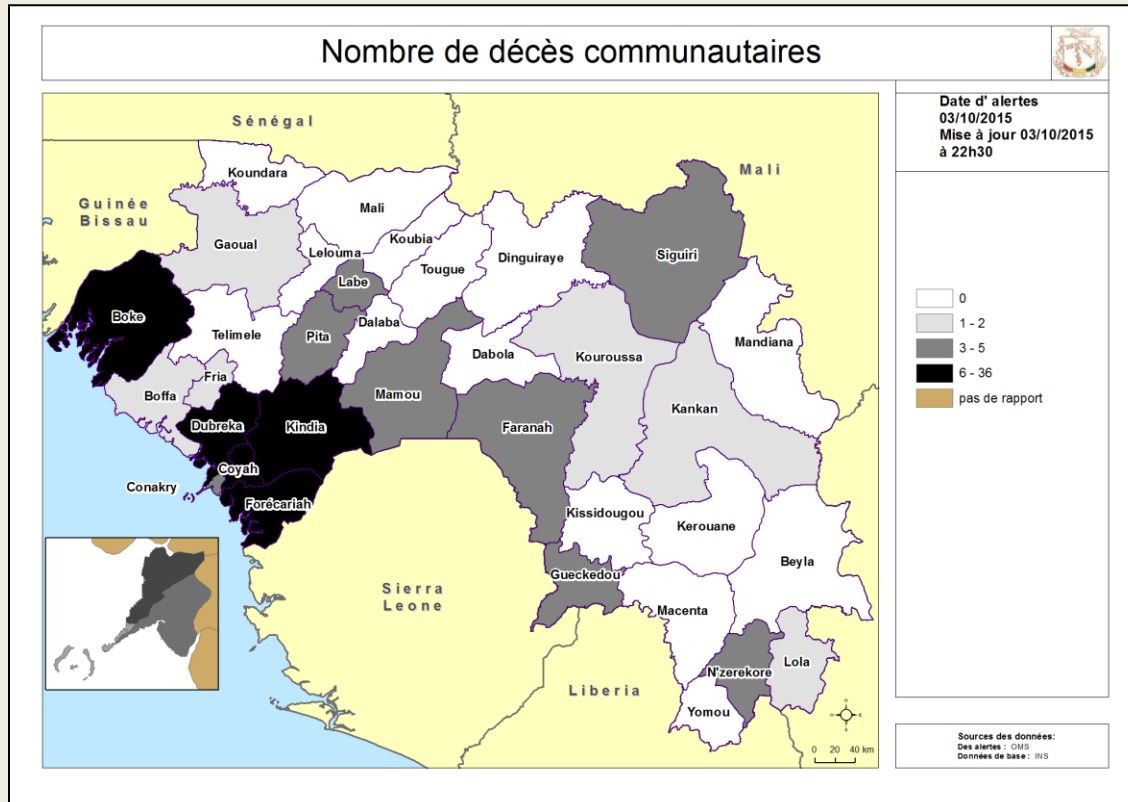 Nombre de décès communautaires
Date d' alertes
03/10/2015
Mise à jour 03/10/2015
à 22h30
Sénégal
Mali
Guinée
Bissau
Koundara
Mali
Gaoual
Koubia
Lelouma
Tougue
Dinguiraye
Siguiri
Labe
Boke
Telimele
Pita
Dalaba
Dabola
Kouroussa
Mandiana
Fria
Boffa
Mamou
Kankan
Dubreka
Kindia
Faranah
Coyah
Conakry
Forécariah
Kissidougou
Kerouane
Beyla
Gueckedou
Sierra
Leone
Macenta
Lola
N'zerekore
Liberia
Yomou
0 20 40 km
0
1 - 2
3 - 5
6 - 36
pas de rapport
Sources des données:
Des alertes : OMS
Données de base : INS